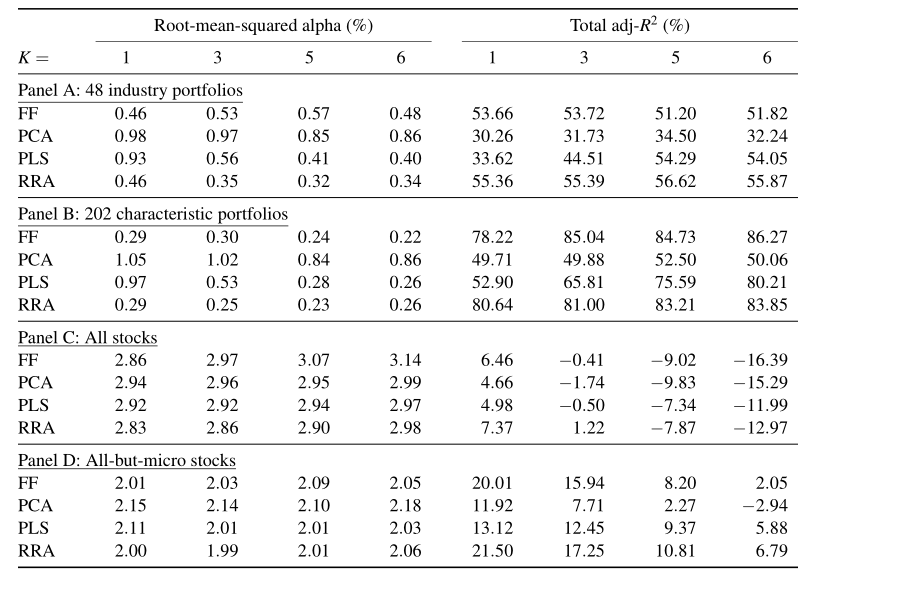 Root-mean-squared alpha (%) Total adj-R² (%)
K = 1 3 5 6 1 3 5 6
Panel A: 48 industry portfolios
FF 0.46 0.53 0.57 0.48 53.66 53.72 51.20 51.82
PCA 0.98 0.97 0.85 0.86 30.26 31.73 34.50 32.24
PLS 0.93 0.56 0.41 0.40 33.62 44.51 54.29 54.05
RRA 0.46 0.35 0.32 0.34 55.36 55.39 56.62 55.87
Panel B: 202 characteristic portfolios
FF 0.29 0.30 0.24 0.22 78.22 85.04 84.73 86.27
PCA 1.05 1.02 0.84 0.86 49.71 49.88 52.50 50.06
PLS 0.97 0.53 0.28 0.26 52.90 65.81 75.59 80.21
RRA 0.29 0.25 0.23 0.26 80.64 81.00 83.21 83.85
Panel C: All stocks
FF 2.86 2.97 3.07 3.14 6.46 −0.41 −9.02 −16.39
PCA 2.94 2.96 2.95 2.99 4.66 −1.74 −9.83 −15.29
PLS 2.92 2.92 2.94 2.97 4.98 −0.50 −7.34 −11.99
RRA 2.83 2.86 2.90 2.98 7.37 1.22 −7.87 −12.97
Panel D: All-but-micro stocks
FF 2.01 2.03 2.09 2.05 20.01 15.94 8.20 2.05
PCA 2.15 2.14 2.10 2.18 11.92 7.71 2.27 −2.94
PLS 2.11 2.01 2.01 2.03 13.12 12.45 9.37 5.88
RRA 2.00 1.99 2.01 2.06 21.50 17.25 10.81 6.79